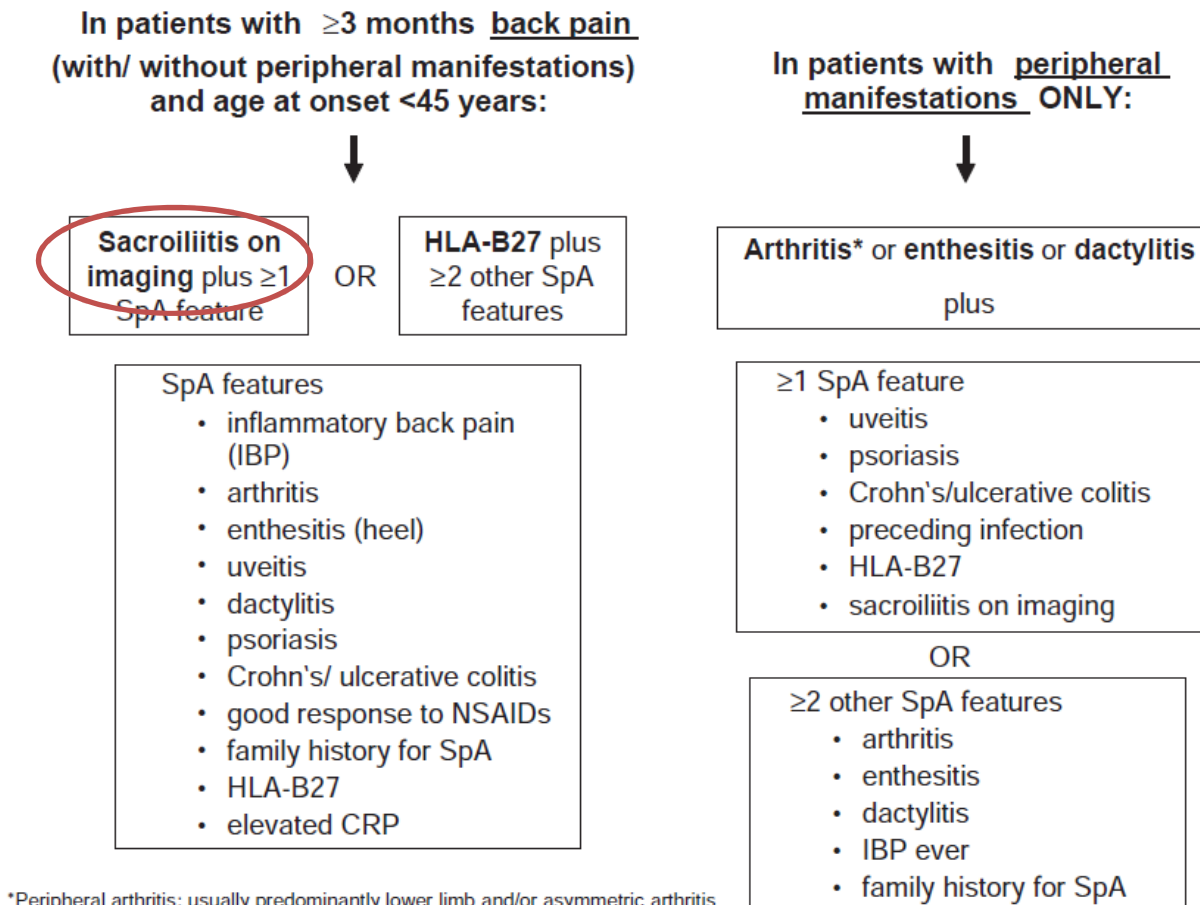 In patients with ≥3 months back pain
(with/ without peripheral manifestations)
and age at onset <45 years:
Sacroiliitis on
imaging plus ≥1
SpA feature
OR
HLA-B27 plus
≥2 other SpA
features
SpA features
• inflammatory back pain
(IBP)
• arthritis
• enthesitis (heel)
• uveitis
• dactylitis
• psoriasis
• Crohn's/ ulcerative colitis
• good response to NSAIDs
• family history for SpA
• HLA-B27
• elevated CRP
*Peripheral arthritis: usually predominantly lower limb and/or asymmetric arthritis
In patients with peripheral
manifestations ONLY:
Arthritis* or enthesitis or dactylitis
plus
≥1 SpA feature
• uveitis
• psoriasis
• Crohn's/ulcerative colitis
• preceding infection
• HLA-B27
• sacroiliitis on imaging
OR
≥2 other SpA features
• arthritis
• enthesitis
• dactylitis
• IBP ever
• family history for SpA